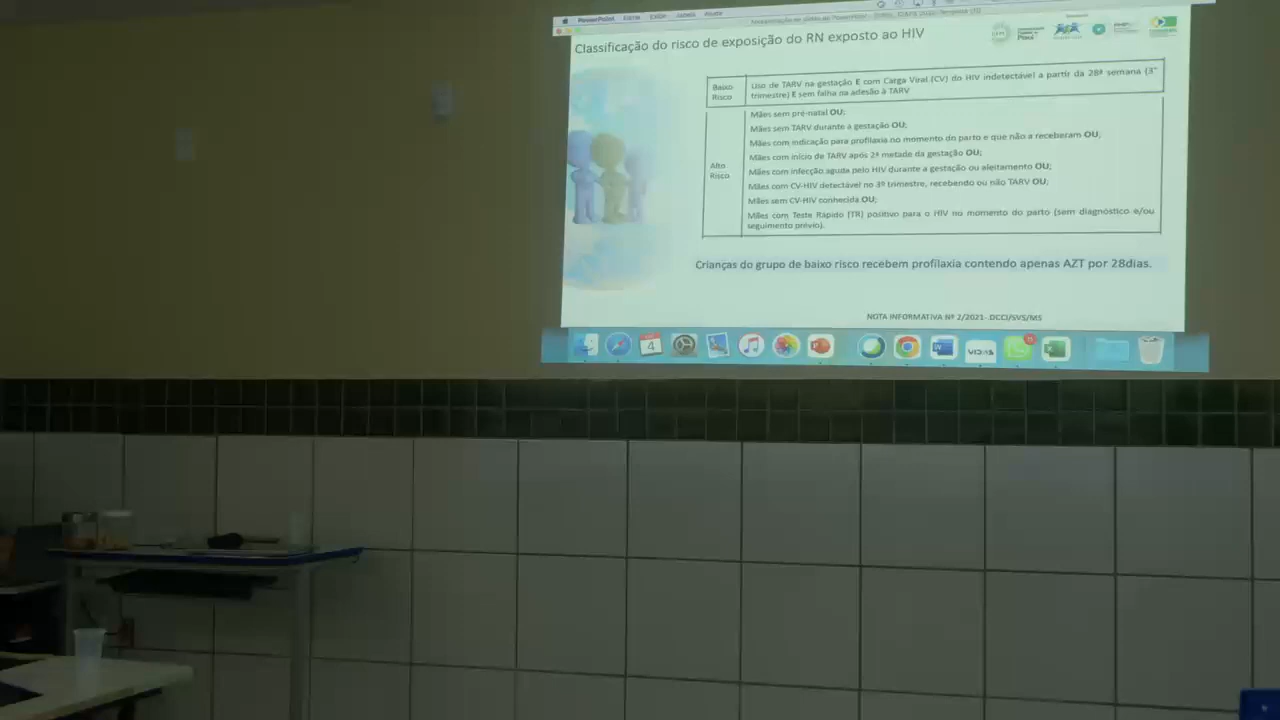 PowerPoint
Classificação do risco de exposição do RN exposto ao HIV
Baixo Risco
Uso de TARV na gestação E com Carga Viral (CV) do HIV indetectável a partir da 28ª semana (3°
trimestre) E sem falha na adesão à TARV
Alto Risco
Mães sem pré-natal OU;
Mães sem TARV durante a gestação OU;
Mães com indicação para profilaxia no momento do parto e que não a receberam OU;
Mães com início de TARV após 2ª metade da gestação OU;
Mães com infecção aguda pelo HIV durante a gestação ou aleitamento OU;
Mães com CV-HIV detectável no 3º trimestre, recebendo ou não TARV OU;
Mães sem CV-HIV conhecida OU;
Mães com Teste Rápido (TR) positivo para o HIV no momento do parto (sem diagnóstico e/ou
seguimento prévio).
Crianças do grupo de baixo risco recebem profilaxia contendo apenas AZT por 28dias.
NOTA INFORMATIVA Nº 2/2021-.DCCI/SVS/MS
4
VIDAS